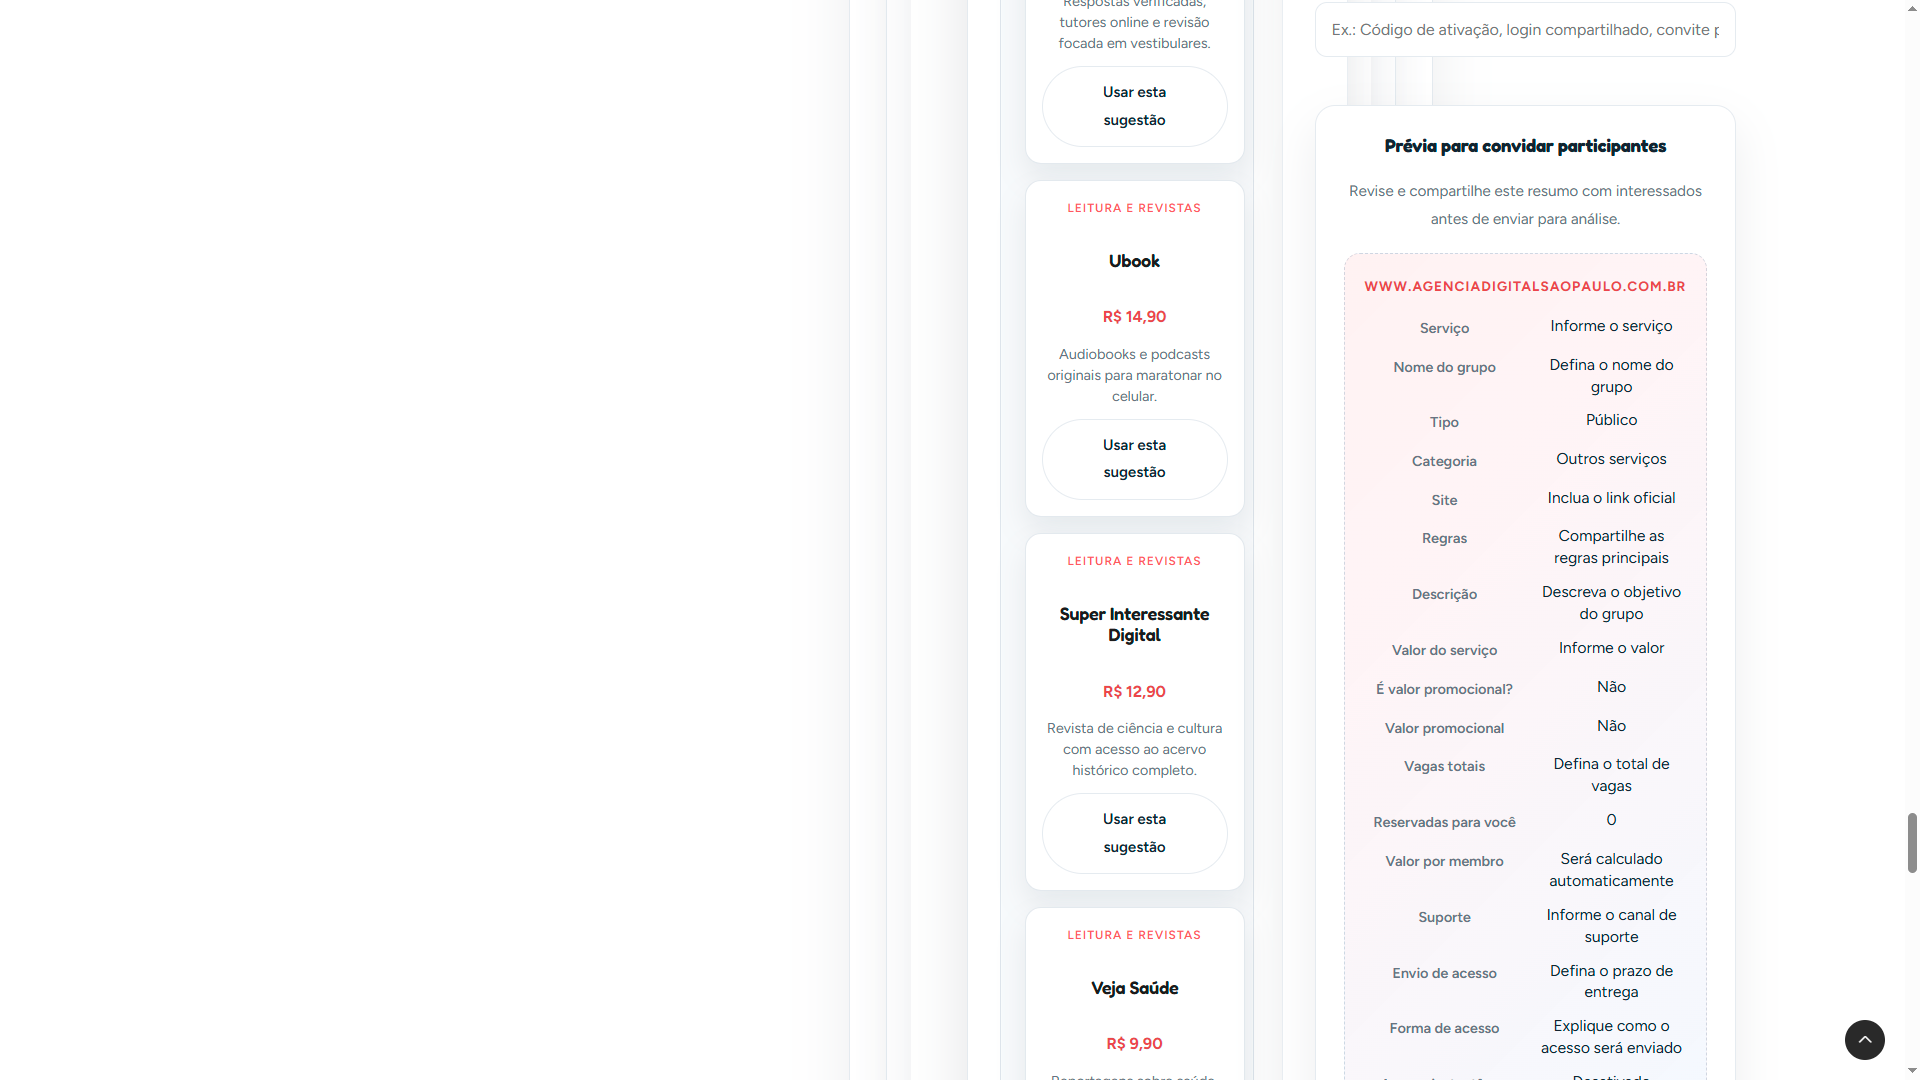 Respostas verificadas,
tutores online e revisão
focada em vestibulares.
Usar esta
sugestão
LEITURA E REVISTAS
Ubook
R$ 14,90
Audiobooks e podcasts
originais para maratonar no
celular.
Usar esta
sugestão
LEITURA E REVISTAS
Super Interessante
Digital
R$ 12,90
Revista de ciência e cultura
com acesso ao acervo
histórico completo.
Usar esta
sugestão
LEITURA E REVISTAS
Veja Saúde
R$ 9,90
Ex.: Código de ativação, login compartilhado, convite p
Prévia para convidar participantes
Revise e compartilhe este resumo com interessados
antes de enviar para análise.
WWW.AGENCIADIGITALSAOPAULO.COM.BR
Serviço Informe o serviço
Nome do grupo Defina o nome do
grupo
Tipo Público
Categoria Outros serviços
Site Inclua o link oficial
Regras Compartilhe as
regras principais
Descrição Descreva o objetivo
do grupo
Valor do serviço Informe o valor
É valor promocional? Não
Valor promocional Não
Vagas totais Defina o total de
vagas
Reservadas para você 0
Valor por membro Será calculado
automaticamente
Suporte Informe o canal de
suporte
Envio de acesso Defina o prazo de
entrega
Forma de acesso Explique como o
acesso será enviado